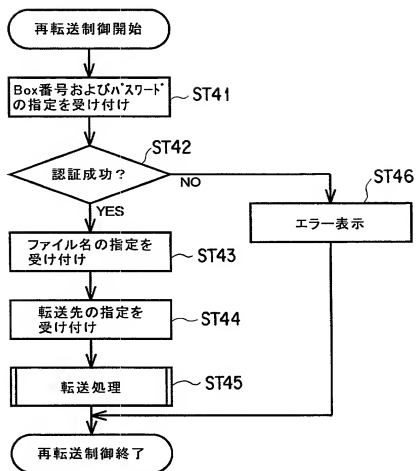 再転送制御開始
Box番号およびパスワード
の指定を受け付け
ST41
認証成功?
ST42
NO
YES
ST46
エラー表示
ファイル名の指定を
受け付け
ST43
転送先の指定を
受け付け
ST44
転送処理
ST45
再転送制御終了